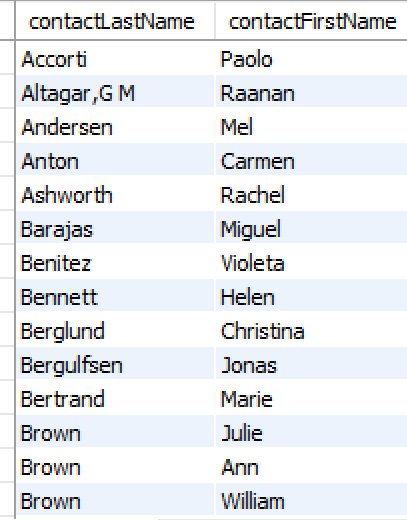 contactLastName contactFirstName
Accorti Paolo
Altagar,G M Raanan
Andersen Mel
Anton Carmen
Ashworth Rachel
Barajas Miguel
Benitez Violeta
Bennett Helen
Berglund Christina
Bergulfsen Jonas
Bertrand Marie
Brown Julie
Brown Ann
Brown William